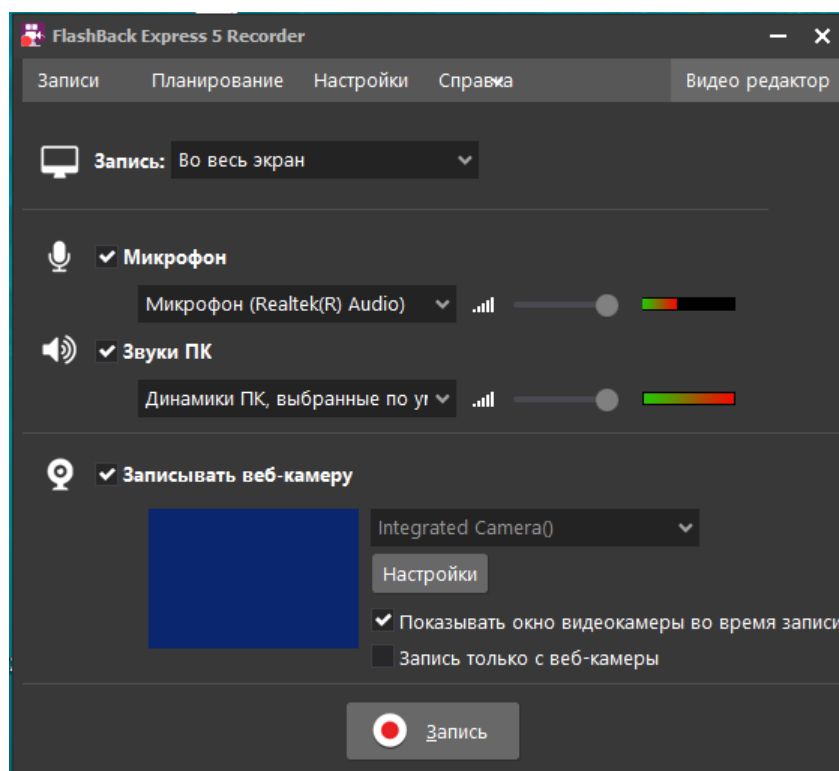 FlashBack Express 5 Recorder
Записи Планирование Настройки Справка Видео редактор
Запись: Во весь экран
Микрофон
Микрофон (Realtek(R) Audio)
Звуки ПК
Динамики ПК, выбранные по ут
Записывать веб-камеру
Integrated Camera()
Настройки
Показывать окно видеокамеры во время записи
Запись только с веб-камеры
Запись